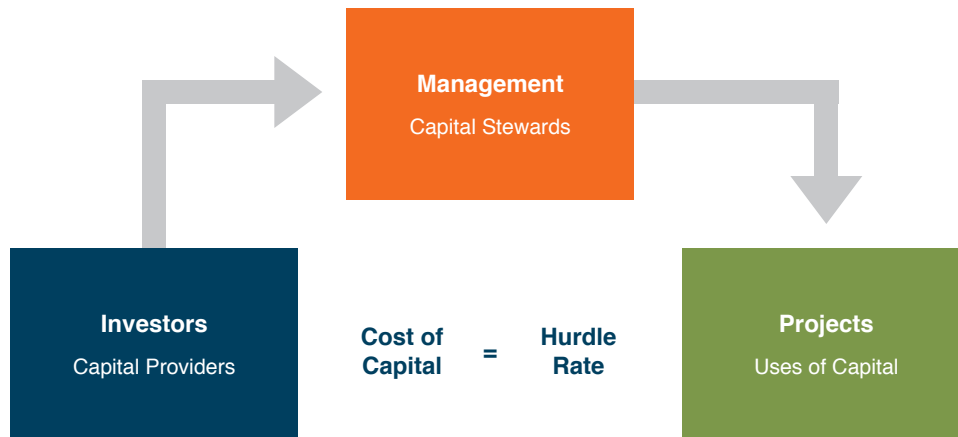 Management
Capital Stewards
Investors
Capital Providers
Cost of
Capital
=
Hurdle
Rate
Projects
Uses of Capital